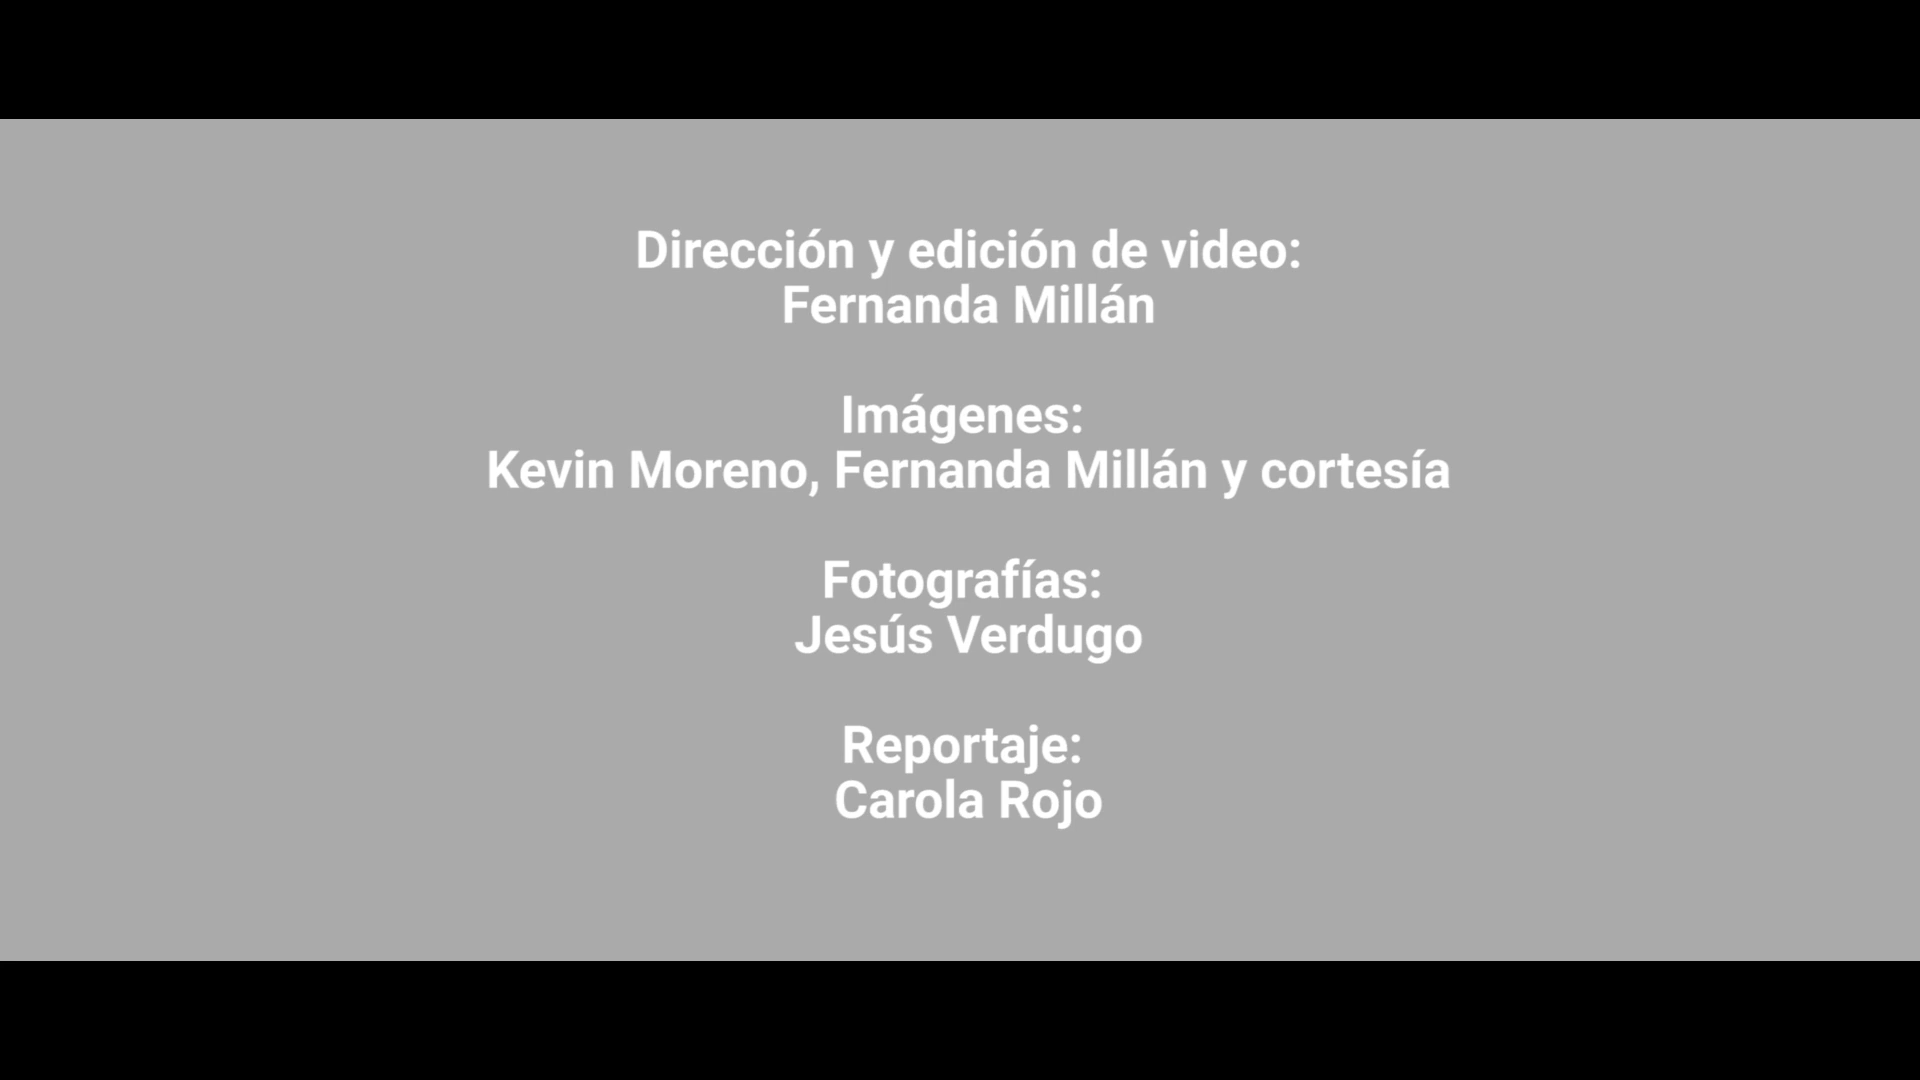 Dirección y edición de video:
Fernanda Millán
Imágenes:
Kevin Moreno, Fernanda Millán y cortesía
Fotografías:
Jesús Verdugo
Reportaje:
Carola Rojo